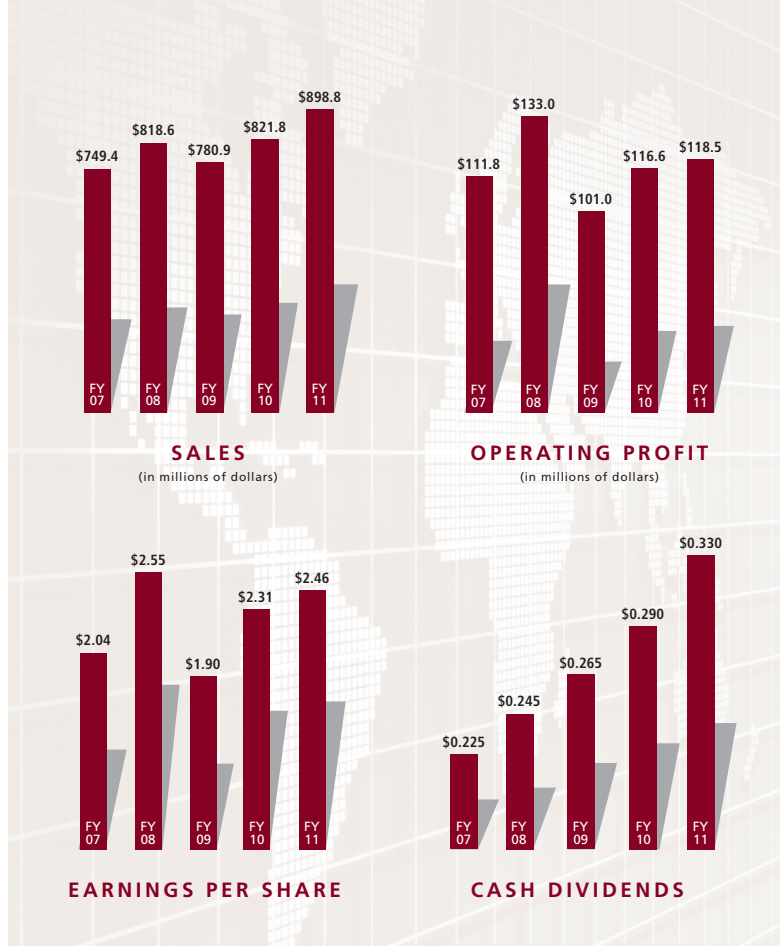 $749.4
$818.6
$780.9
$821.8
$898.8
FY
07
FY
08
FY
09
FY
10
FY
11
SALES
(in millions of dollars)
$111.8
$133.0
$101.0
$116.6
$118.5
FY
07
FY
08
FY
09
FY
10
FY
11
OPERATING PROFIT
(in millions of dollars)
$2.04
$2.55
$1.90
$2.31
$2.46
FY
07
FY
08
FY
09
FY
10
FY
11
EARNINGS PER SHARE
$0.225
$0.245
$0.265
$0.290
$0.330
FY
07
FY
08
FY
09
FY
10
FY
11
CASH DIVIDENDS